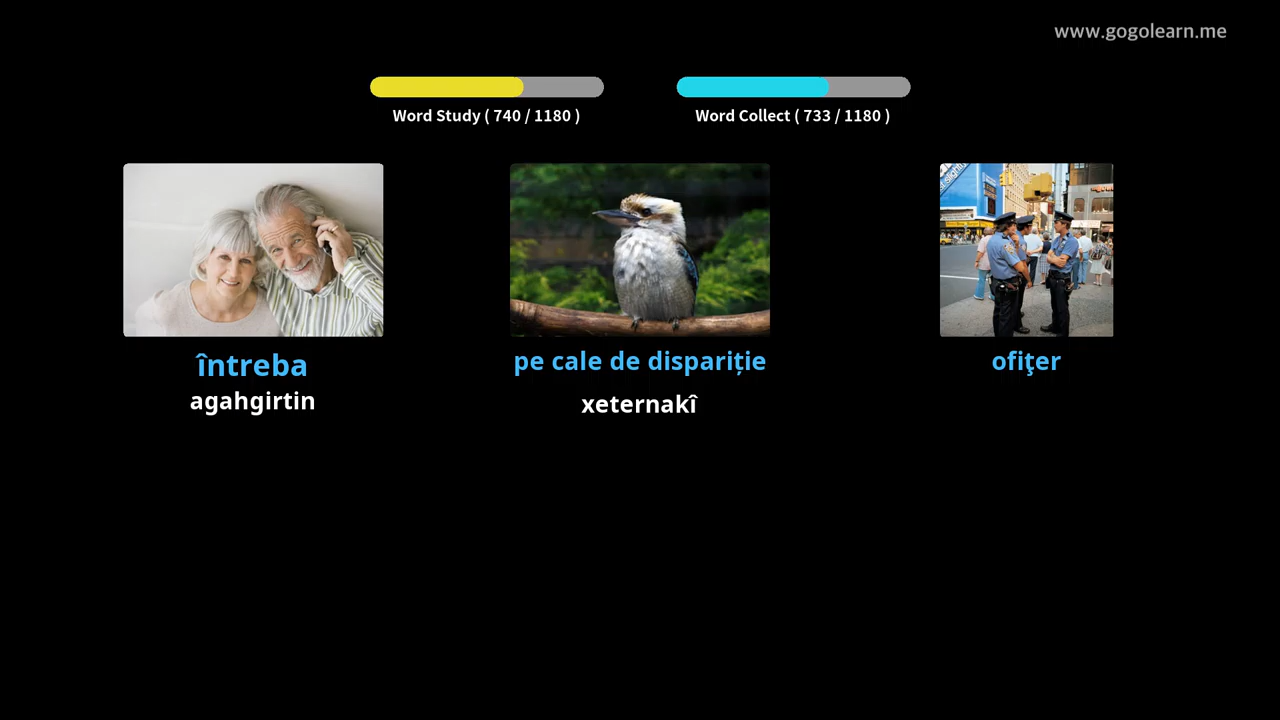 www.gogolearn.me
Word Study ( 740 / 1180 )
Word Collect ( 733 / 1180 )
întreba
pe cale de dispariție
ofiţer
agahgirtin
xeternakî